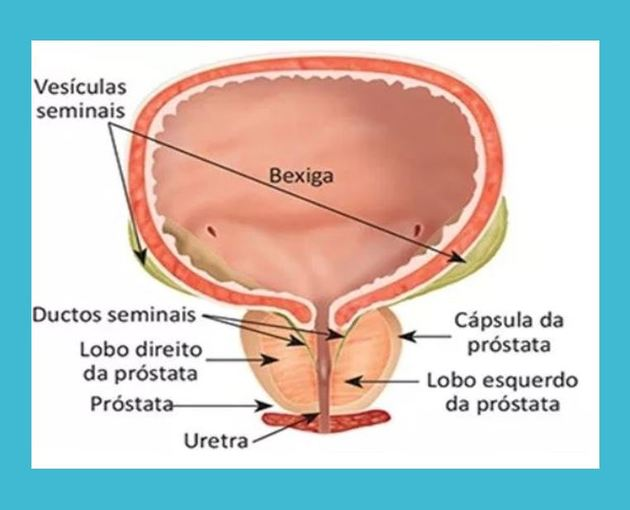 Vesículas
seminais
Bexiga
Ductos seminais
Lobo direito
da próstata
Próstata
Uretra
Cápsula da
próstata
Lobo esquerdo
da próstata